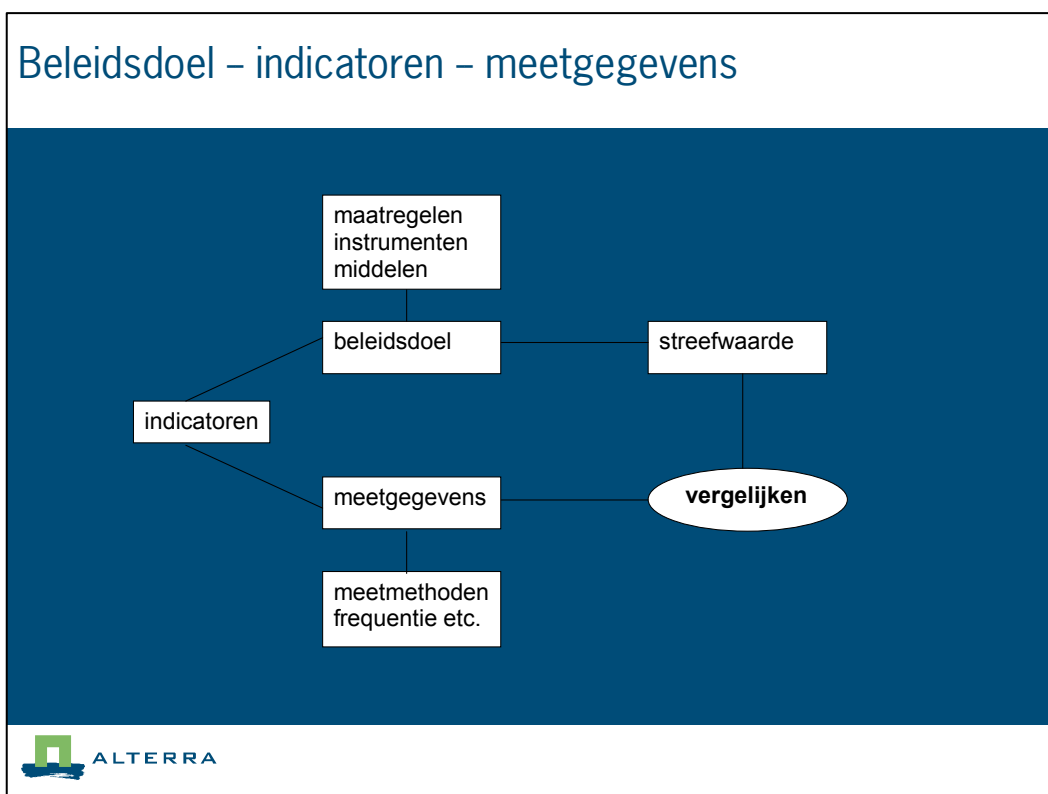 Beleidsdoel – indicatoren – meetgegevens
maatregelen
instrumenten
middelen
beleidsdoel
streefwaarde
indicatoren
meetgegevens
vergelijken
meetmethoden
frequentie etc.
ALTERRA